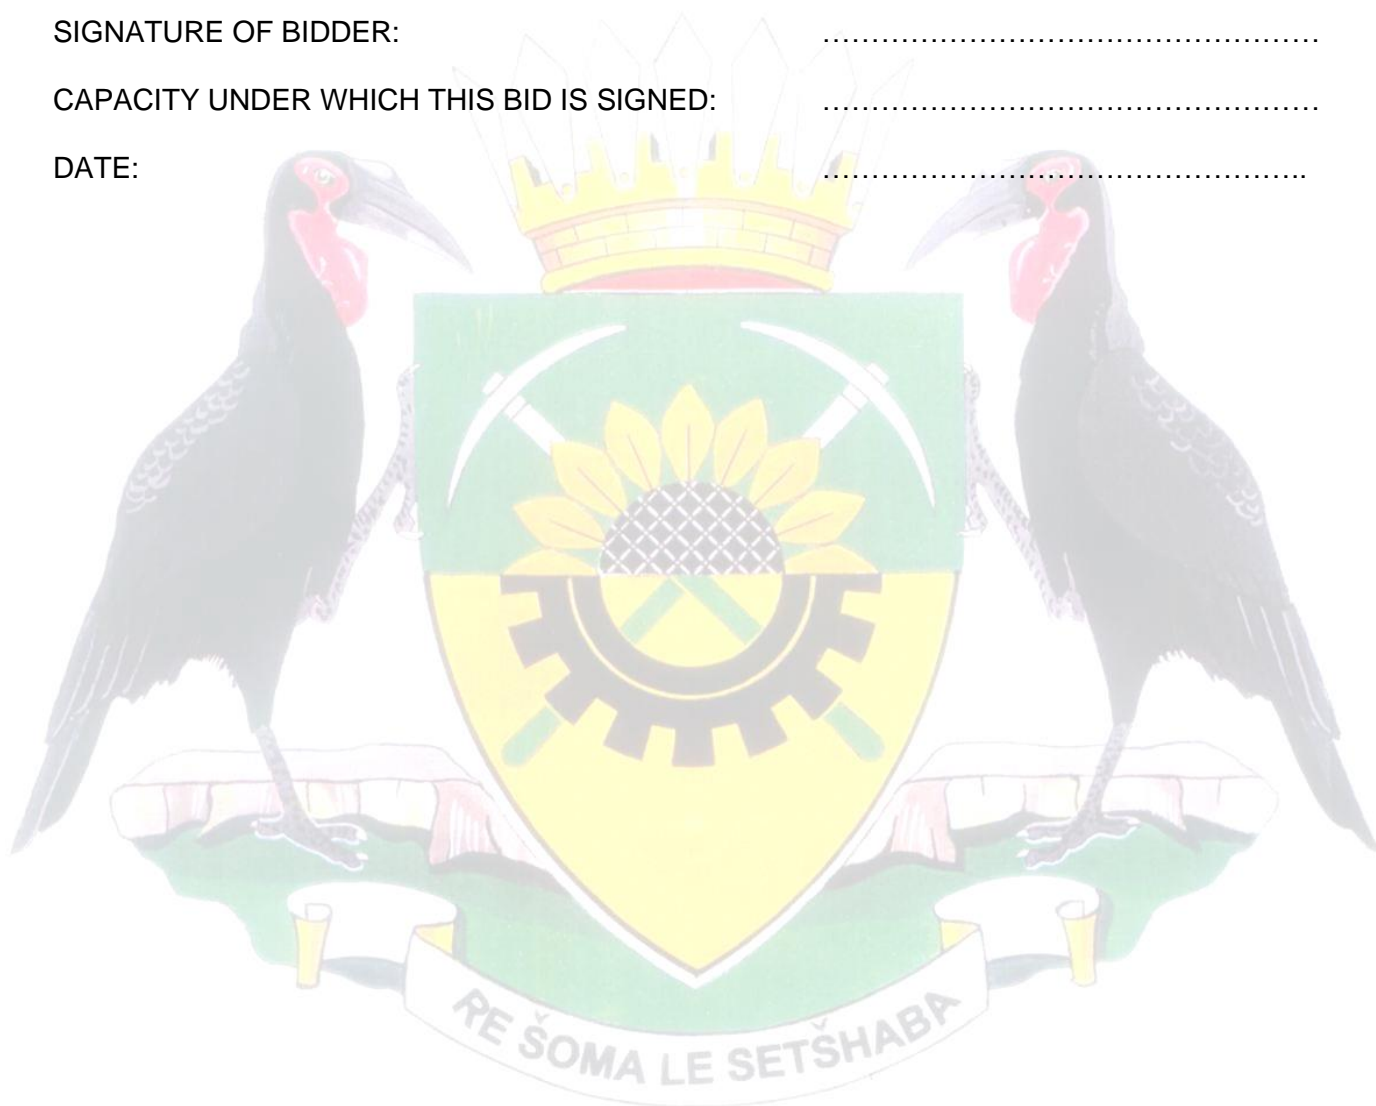 SIGNATURE OF BIDDER: ……………………………………………
CAPACITY UNDER WHICH THIS BID IS SIGNED: ……………………………………………
DATE: …………………………………………..
RE ŠOMA LE SETŠHABA